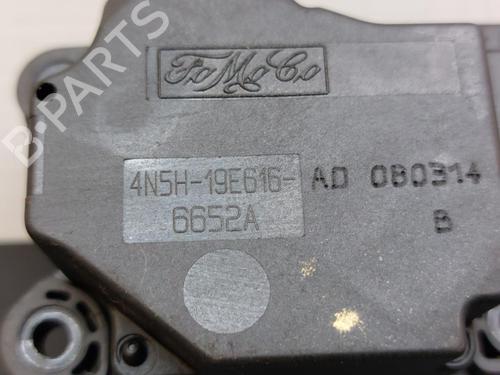 FoMoCo
4N5H-19E616- AD 080314
6652A B
B-PARTS